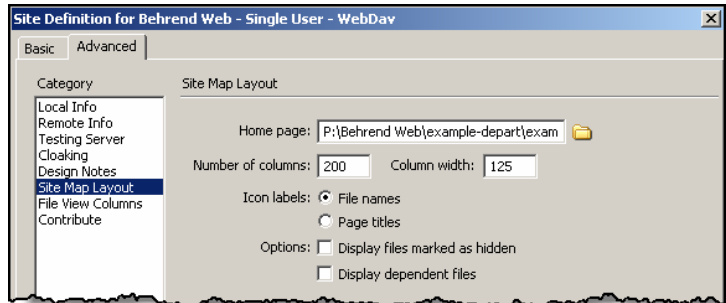 Site Definition for Behrend Web - Single User - WebDav
Basic Advanced
Category Site Map Layout
Local Info
Remote Info
Testing Server
Cloaking
Design Notes
Site Map Layout
File View Columns
Contribute
Home page: P:\Behrend Web\example-depart\exam
Number of columns: 200 Column width: 125
Icon labels: File names
Page titles
Options: Display files marked as hidden
Display dependent files